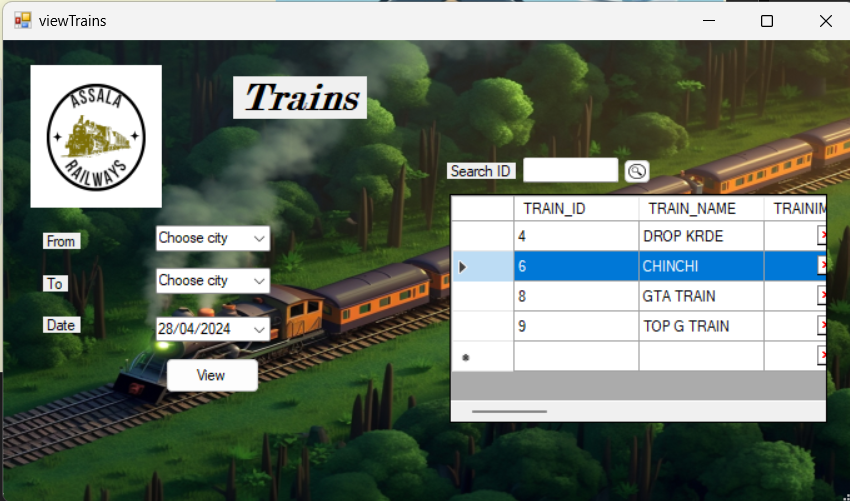 viewTrains
ASSALA
RAILWAYS
Trains
Search ID
From
Choose city
To
Choose city
Date
28/04/2024
View
TRAIN_ID TRAIN_NAME TRAINIM
4 DROP KRDE
6 CHINCHI
8 GTA TRAIN
9 TOP G TRAIN